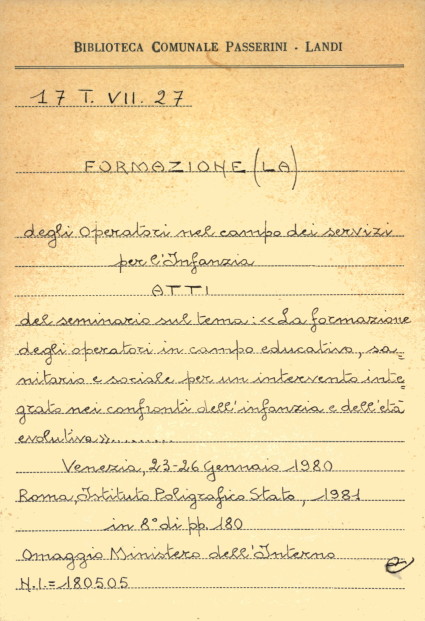 BIBLIOTECA COMUNALE PASSERINI - LANDI
17 T. VII. 27
FORMAZIONE (LA)
degli Operatori nel campo dei servizi
per l'Infanzia
ATTI
del seminario sul tema: «La formazione
degli operatori in campo educativo, sa=
nitario e sociale per un intervento inte=
grato nei confronti dell'infanzia e dell'età
evolutiva».........
Venezia, 23-26 Gennaio 1980
Roma, Istituto Poligrafico Stato, 1981
in 8° di pp. 180
Omaggio Ministero dell'Interno
N.I.= 180505